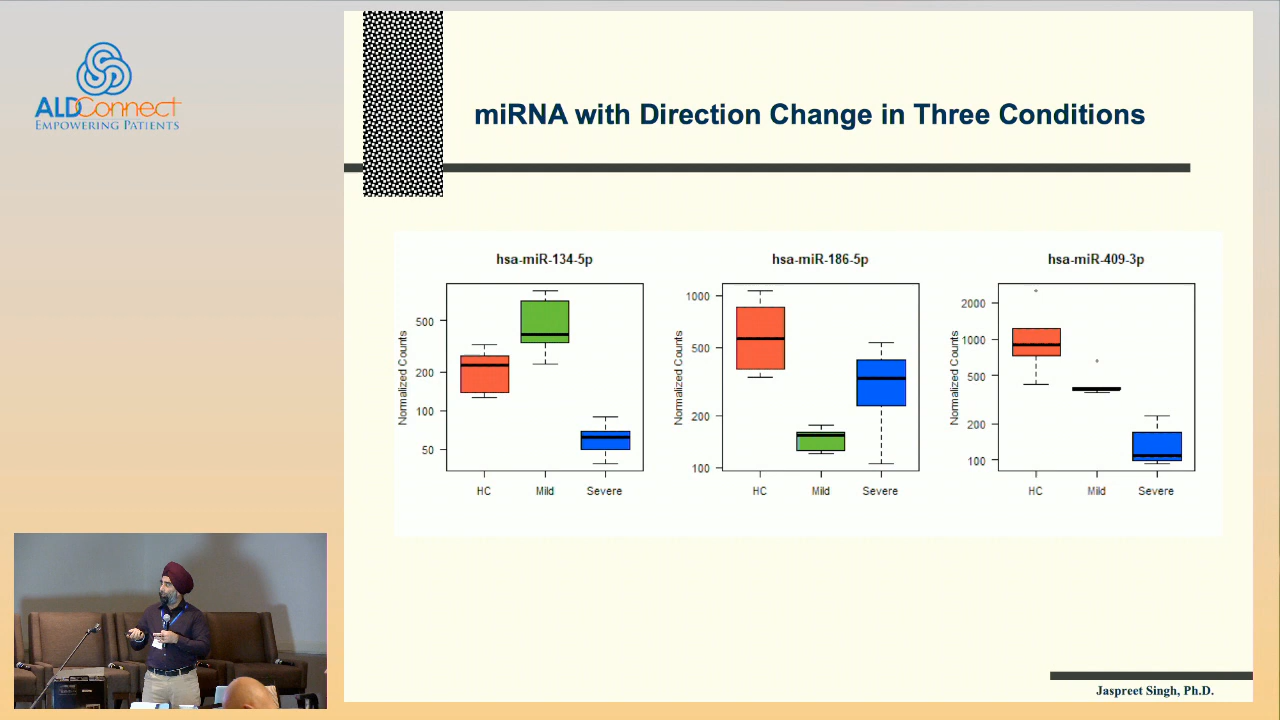 ALDConnect
EMPOWERING PATIENTS
miRNA with Direction Change in Three Conditions
hsa-miR-134-5p
Normalized Counts
500
200
100
50
HC Mild Severe
hsa-miR-186-5p
Normalized Counts
1000
500
200
100
HC Mild Severe
hsa-miR-409-3p
Normalized Counts
2000
1000
500
200
100
HC Mild Severe
Jaspreet Singh, Ph.D.